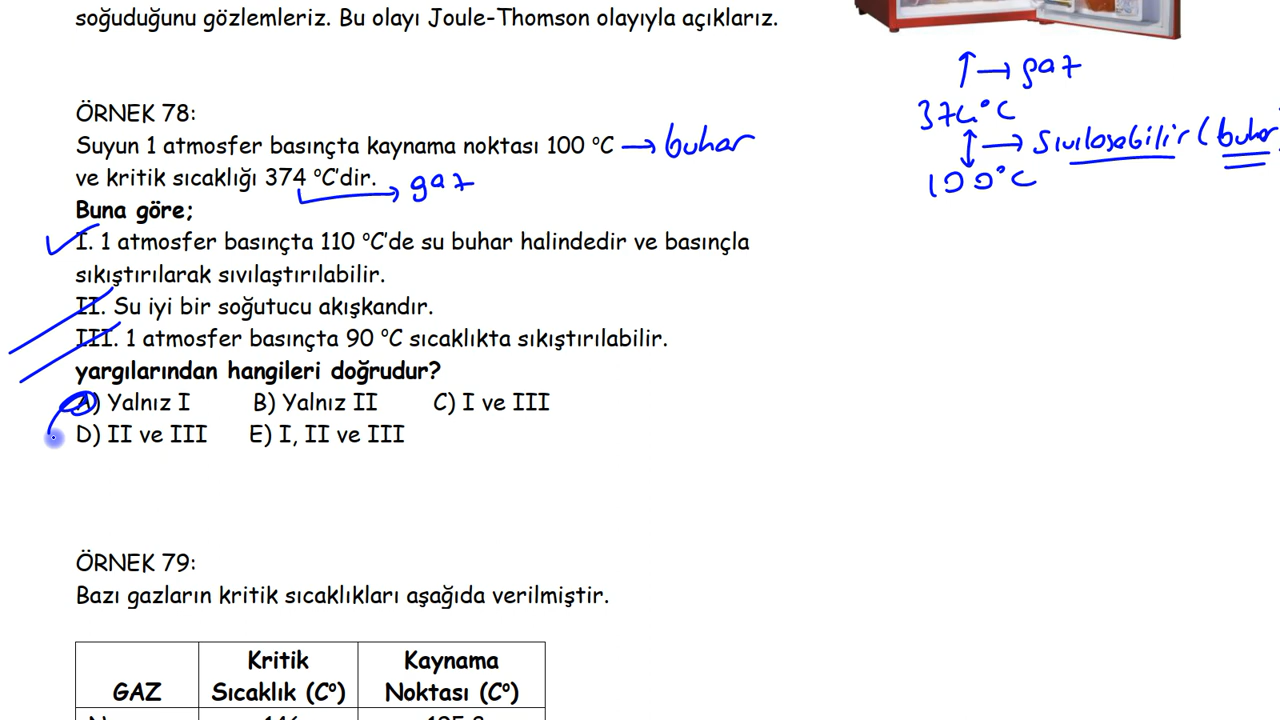 soğuduğunu gözlemleriz. Bu olayı Joule-Thomson olayıyla açıklarız.
→ gaz
374°C
→ Sıvılaşabilir (buhar)
100°C
ÖRNEK 78:
Suyun 1 atmosfer basınçta kaynama noktası 100 °C → buhar
ve kritik sıcaklığı 374 °C'dir. → gaz
Buna göre;
I. 1 atmosfer basınçta 110 °C'de su buhar halindedir ve basınçla
sıkıştırılarak sıvılaştırılabilir.
II. Su iyi bir soğutucu akışkandır.
III. 1 atmosfer basınçta 90 °C sıcaklıkta sıkıştırılabilir.
yargılarından hangileri doğrudur?
A) Yalnız I B) Yalnız II C) I ve III
D) II ve III E) I, II ve III
ÖRNEK 79:
Bazı gazların kritik sıcaklıkları aşağıda verilmiştir.
GAZ Kritik Sıcaklık (C°) Kaynama Noktası (C°)